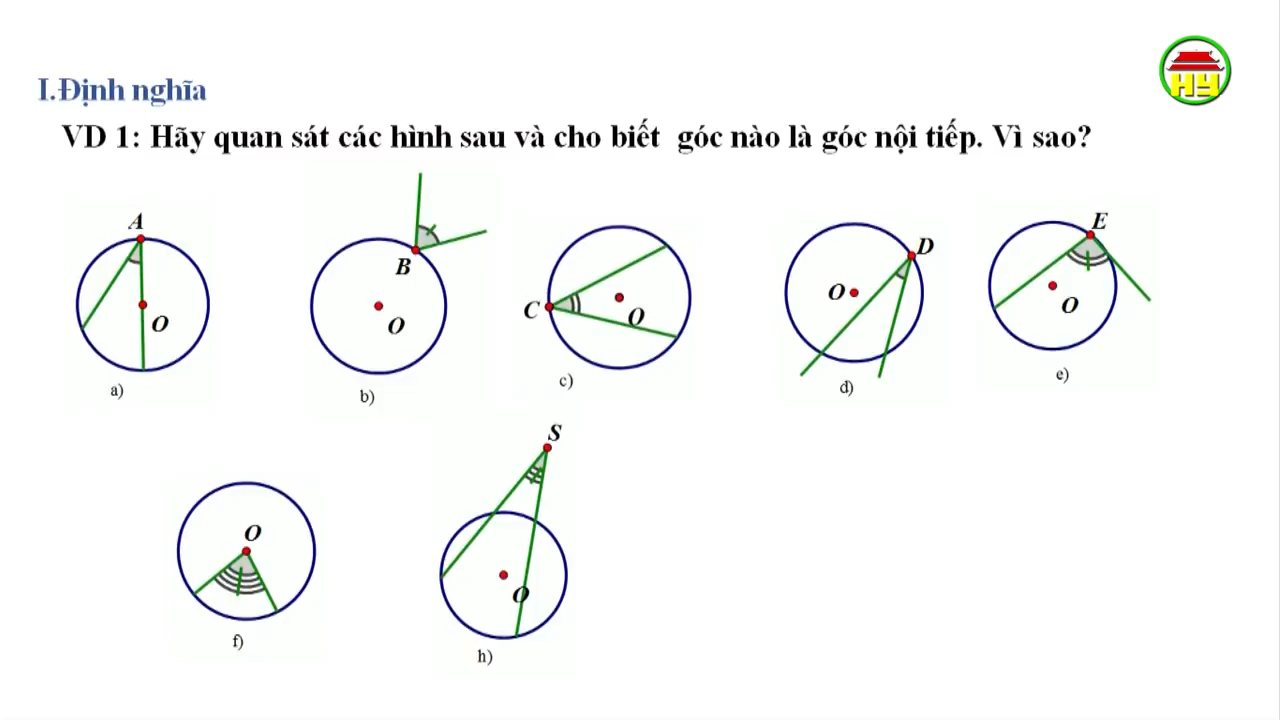 HY
I.Định nghĩa
VD 1: Hãy quan sát các hình sau và cho biết góc nào là góc nội tiếp. Vì sao?
A
O
a)
B
O
b)
C
O
c)
D
O
d)
E
O
e)
O
f)
S
O
h)